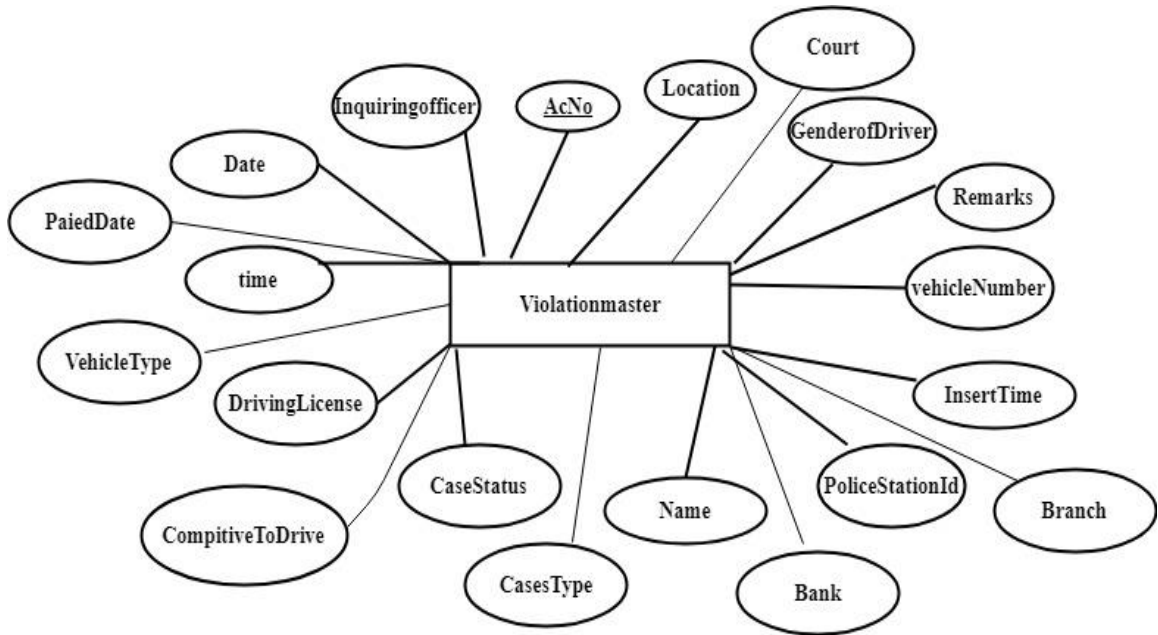 Court
Location
Inquiringofficer
AcNo
GenderofDriver
Date
Remarks
PaiedDate
time
vehicleNumber
Violationmaster
VehicleType
DrivingLicense
InsertTime
CaseStatus
PoliceStationId
Name
Branch
CompitiveToDrive
CasesType
Bank